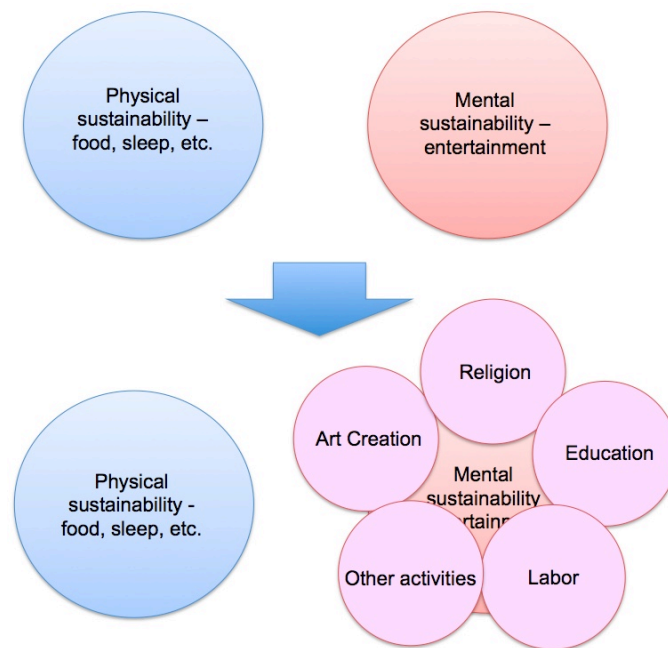 Physical
sustainability –
food, sleep, etc.
Mental
sustainability –
entertainment
Religion
Art Creation
Education
Physical
sustainability -
food, sleep, etc.
Mental
sustainability
Other activities
Labor